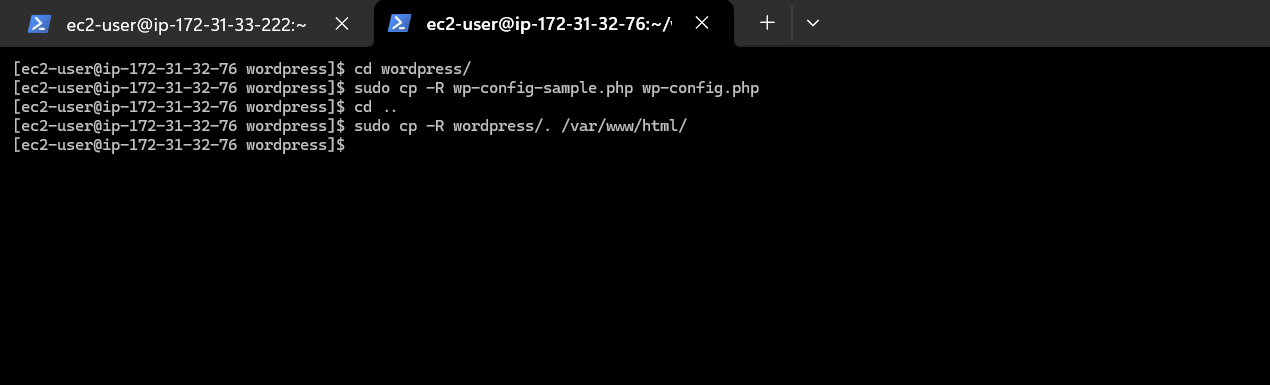 ec2-user@ip-172-31-33-222:~
ec2-user@ip-172-31-32-76:~/
[ec2-user@ip-172-31-32-76 wordpress]$ cd wordpress/
[ec2-user@ip-172-31-32-76 wordpress]$ sudo cp -R wp-config-sample.php wp-config.php
[ec2-user@ip-172-31-32-76 wordpress]$ cd ..
[ec2-user@ip-172-31-32-76 wordpress]$ sudo cp -R wordpress/. /var/www/html/
[ec2-user@ip-172-31-32-76 wordpress]$